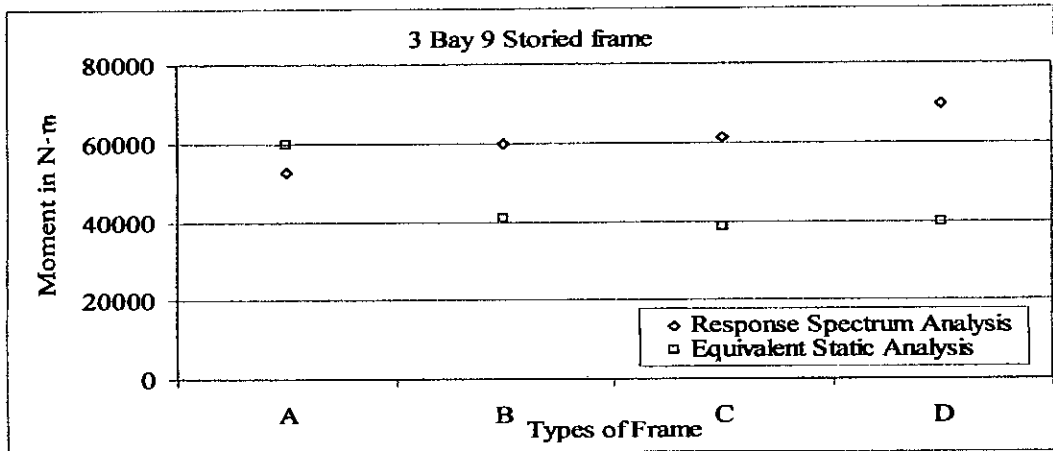 3 Bay 9 Storied frame
80000
60000
40000
20000
0
Moment in N-m
Response Spectrum Analysis
Equivalent Static Analysis
A
B
C
D
Types of Frame